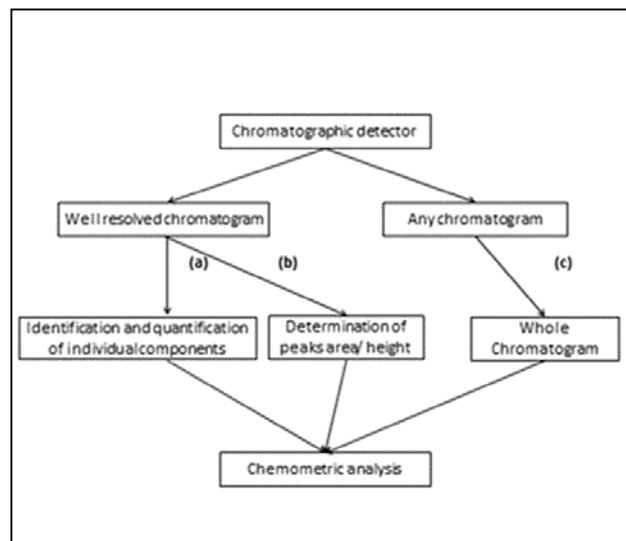 Chromatographic detector
Well resolved chromatogram
Any chromatogram
(a)
(b)
(c)
Identification and quantification
of individual components
Determination of
peaks area/ height
Whole
Chromatogram
Chemometric analysis